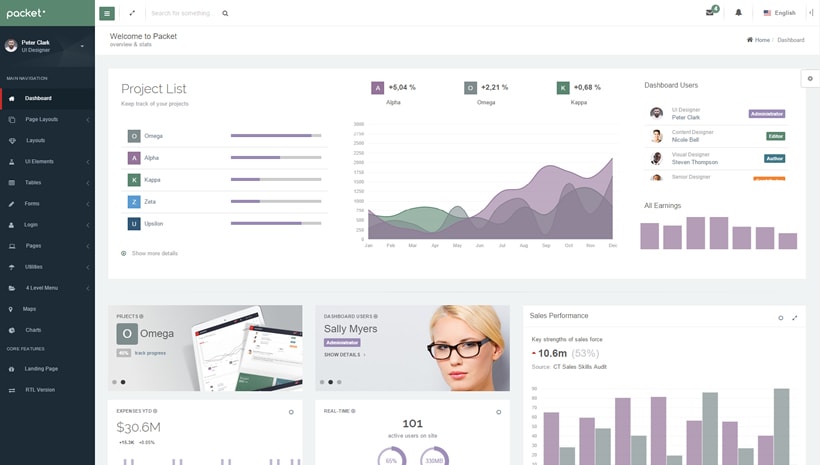 packet
Search for something...
4
English
Peter Clark
UI Designer
Welcome to Packet
overview & stats
Home / Dashboard
MAIN NAVIGATION
Dashboard
Page Layouts
Layouts
UI Elements
Tables
Forms
Login
Pages
Utilities
4 Level Menu
Maps
Charts
CORE FEATURES
Landing Page
RTL Version
Project List
Keep track of your projects
O Omega
A Alpha
K Kappa
Z Zeta
U Upsilon
Show more details
A +5,04 %
Alpha
O +2,21 %
Omega
K +0,68 %
Kappa
3000
2750
2500
2250
2000
1750
1500
1250
1000
750
500
250
0
Jan Feb Mar Apr May Jun Jul Aug Sep Oct Nov Dec
Dashboard Users
UI Designer
Peter Clark
Administrator
Content Designer
Nicole Bell
Editor
Visual Designer
Steven Thompson
Author
Senior Designer
All Earnings
PROJECTS
O Omega
60% track progress
DASHBOARD USERS
Sally Myers
Administrator
SHOW DETAILS
Sales Performance
Key strengths of sales force
10.6m (53%)
Source: CT Sales Skills Audit
90
80
70
60
50
40
30
20
EXPENSES YTD
$30.6M
REAL-TIME
101
active users on site
65%
330MB